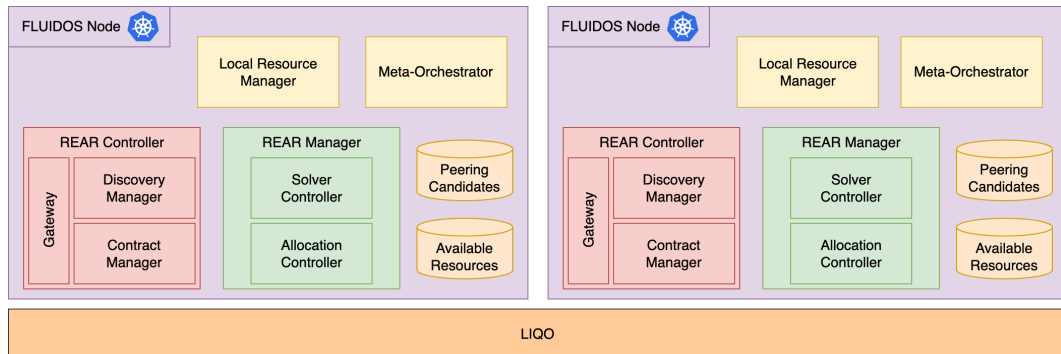 FLUIDOS Node
Local Resource
Manager
Meta-Orchestrator
REAR Controller
Gateway
Discovery
Manager
Contract
Manager
REAR Manager
Solver
Controller
Allocation
Controller
Peering
Candidates
Available
Resources
FLUIDOS Node
Local Resource
Manager
Meta-Orchestrator
REAR Controller
Gateway
Discovery
Manager
Contract
Manager
REAR Manager
Solver
Controller
Allocation
Controller
Peering
Candidates
Available
Resources
LIQO